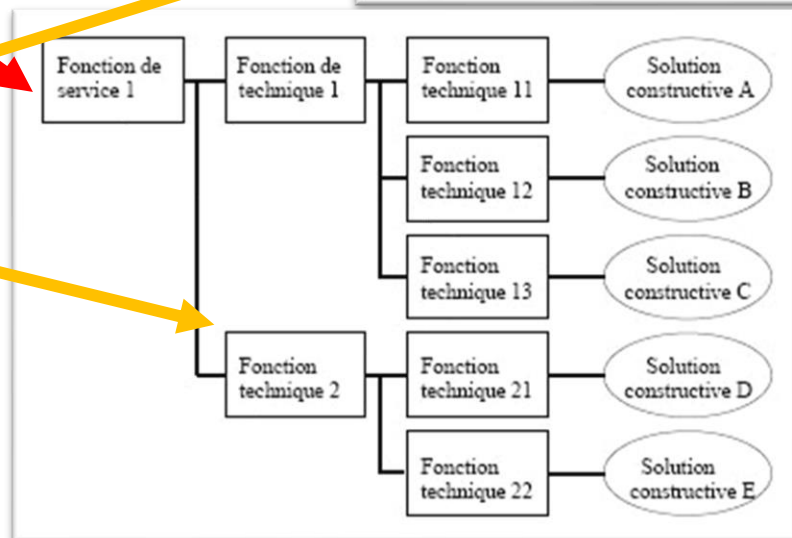 Fonction de
service 1
Fonction de
technique 1
Fonction
technique 11
Solution
constructive A
Fonction
technique 12
Solution
constructive B
Fonction
technique 13
Solution
constructive C
Fonction
technique 2
Fonction
technique 21
Solution
constructive D
Fonction
technique 22
Solution
constructive E